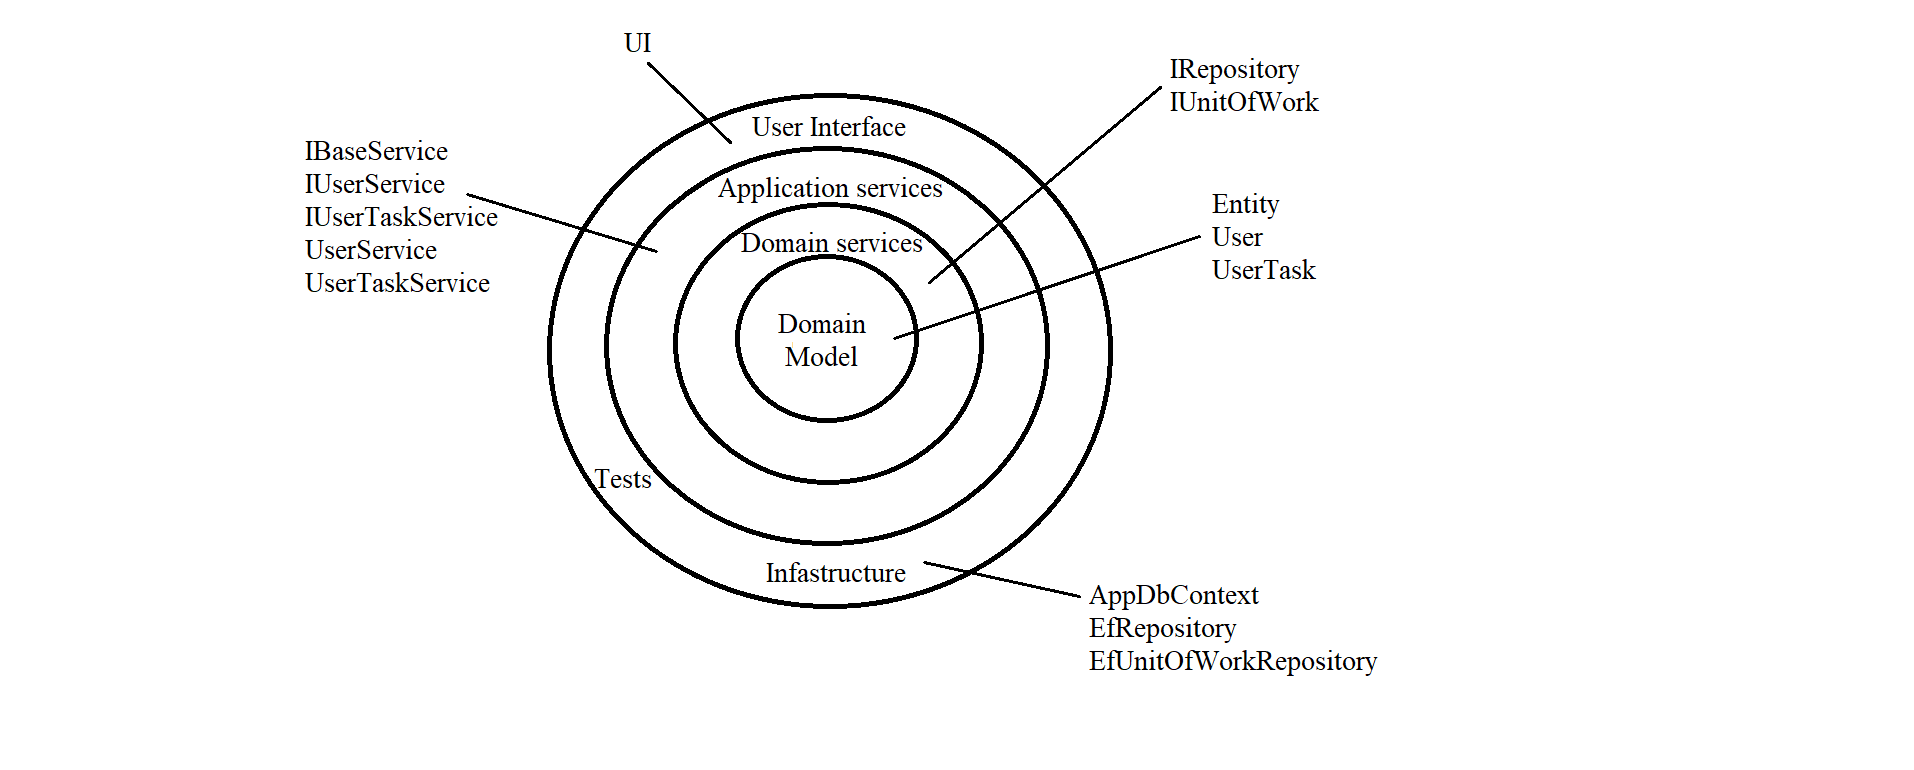 UI
IRepository
IUnitOfWork
User Interface
IBaseService
IUserService
IUserTaskService
UserService
UserTaskService
Application services
Entity
User
UserTask
Domain services
Domain
Model
Tests
Infastructure
AppDbContext
EfRepository
EfUnitOfWorkRepository